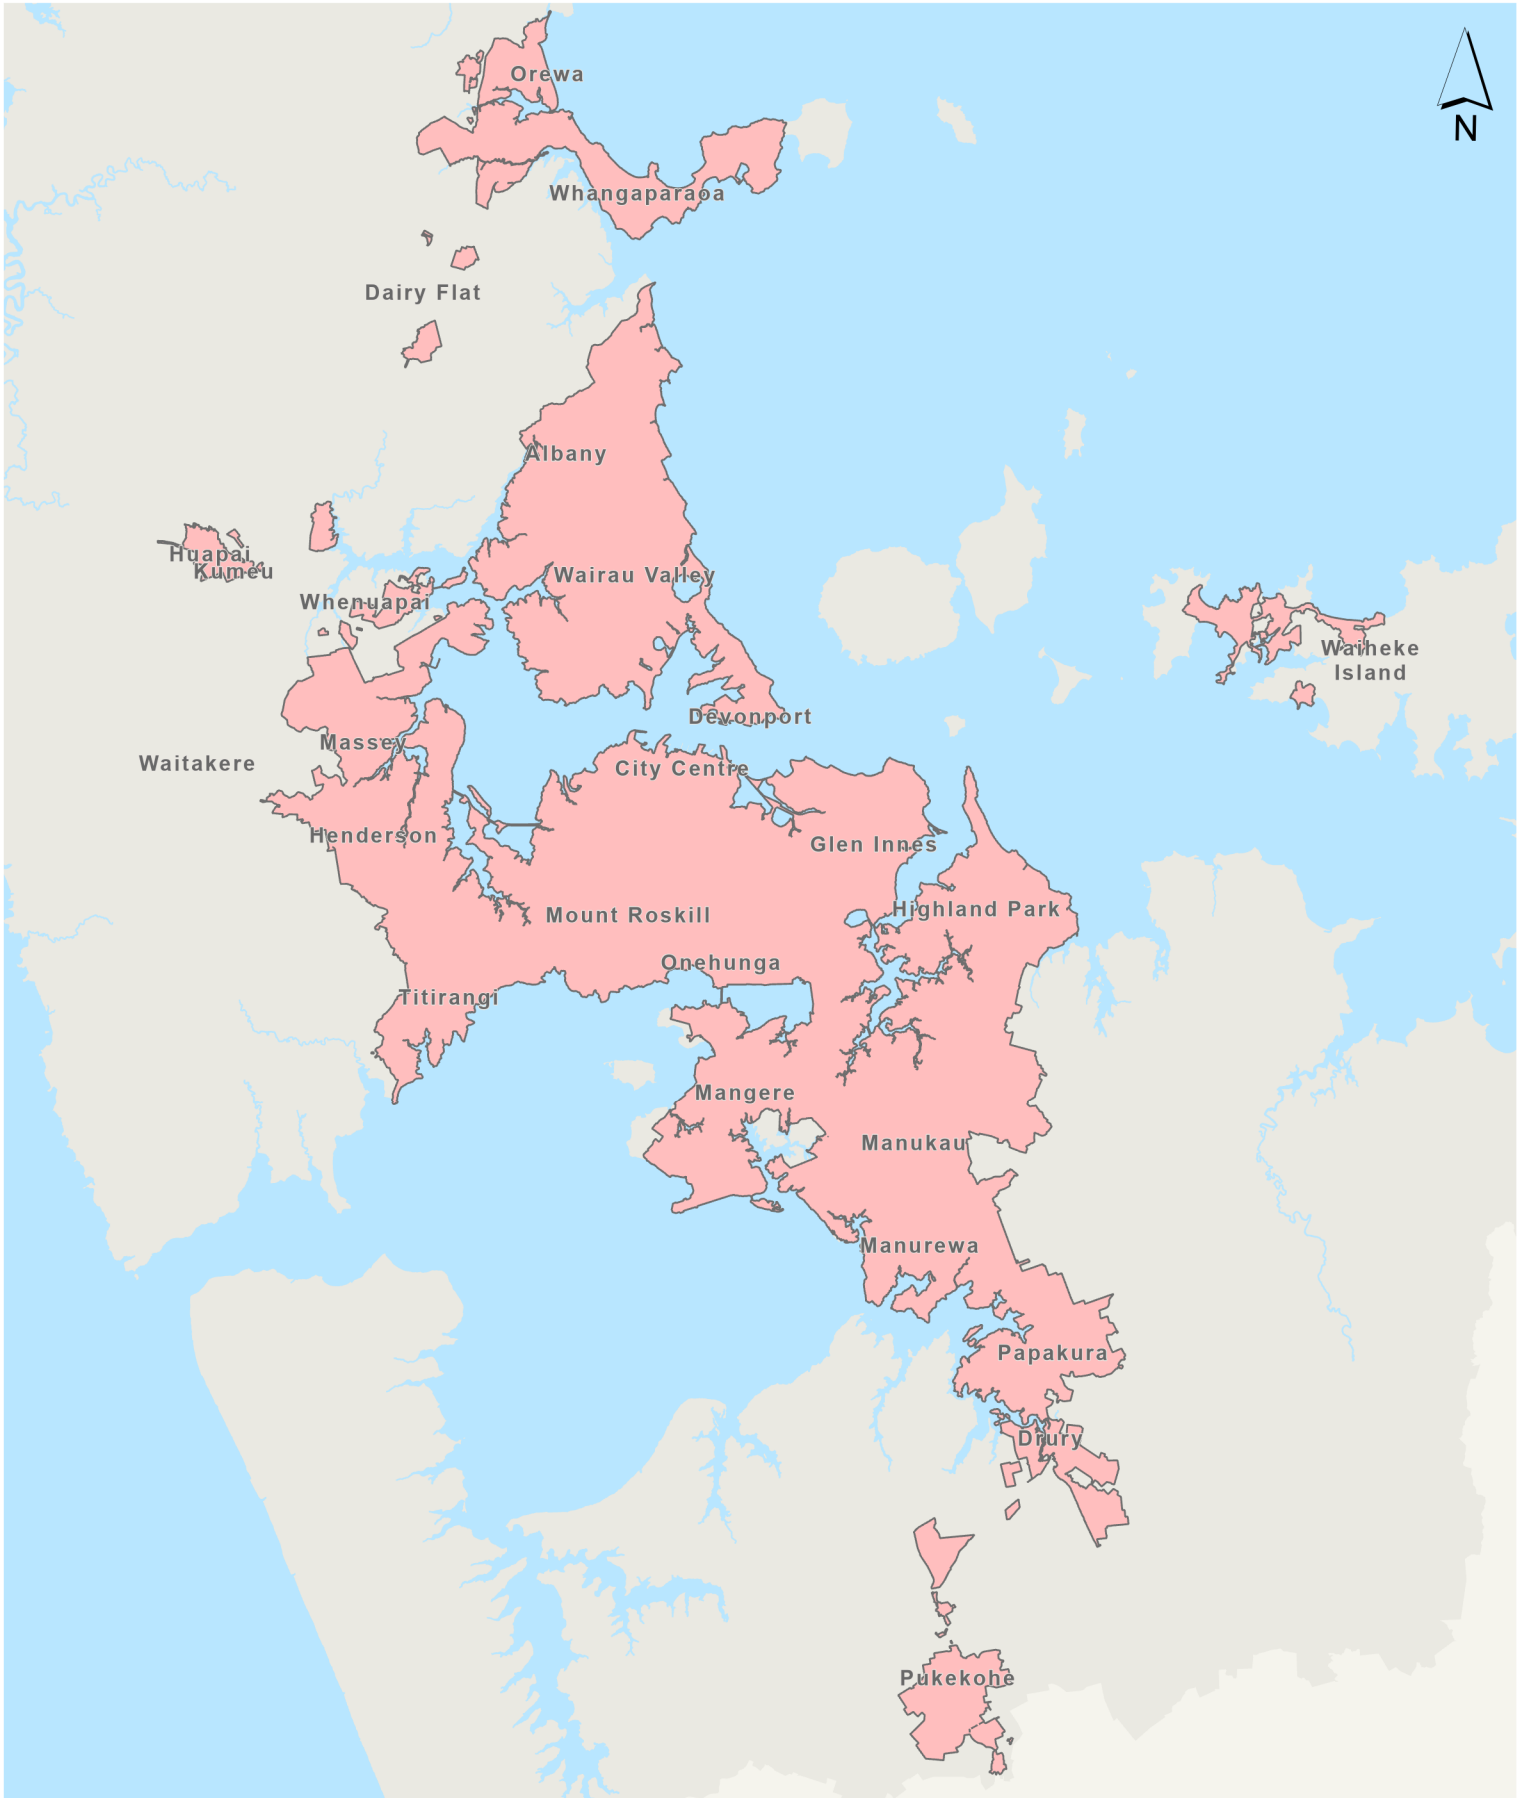 Orewa
N
Whangaparaoa
Dairy Flat
Albany
Huapai
Kumeu
Wairau Valley
Whenuapai
Waiheke
Island
Devonport
Massey
Waitakere
City Centre
Henderson
Glen Innes
Highland Park
Mount Roskill
Onehunga
Titirangi
Mangere
Manukau
Manurewa
Papakura
Drury
Pukekohe